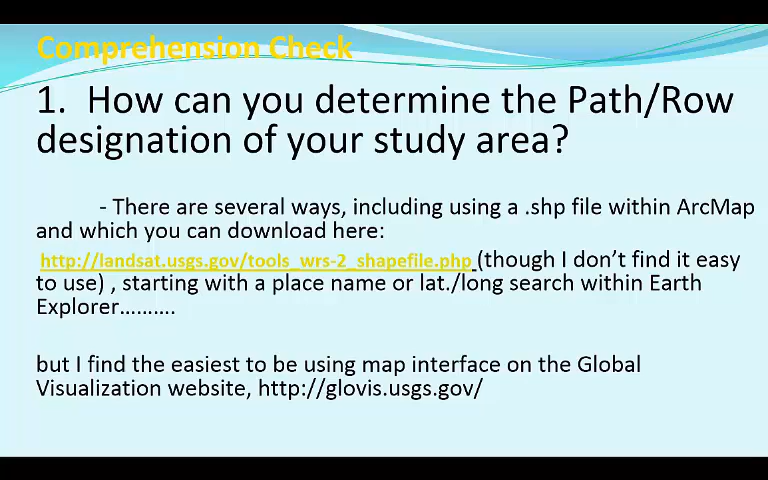 Comprehension Check
1. How can you determine the Path/Row
designation of your study area?
- There are several ways, including using a .shp file within ArcMap
and which you can download here:
http://landsat.usgs.gov/tools_wrs-2_shapefile.php (though I don't find it easy
to use) , starting with a place name or lat./long search within Earth
Explorer……….
but I find the easiest to be using map interface on the Global
Visualization website, http://glovis.usgs.gov/